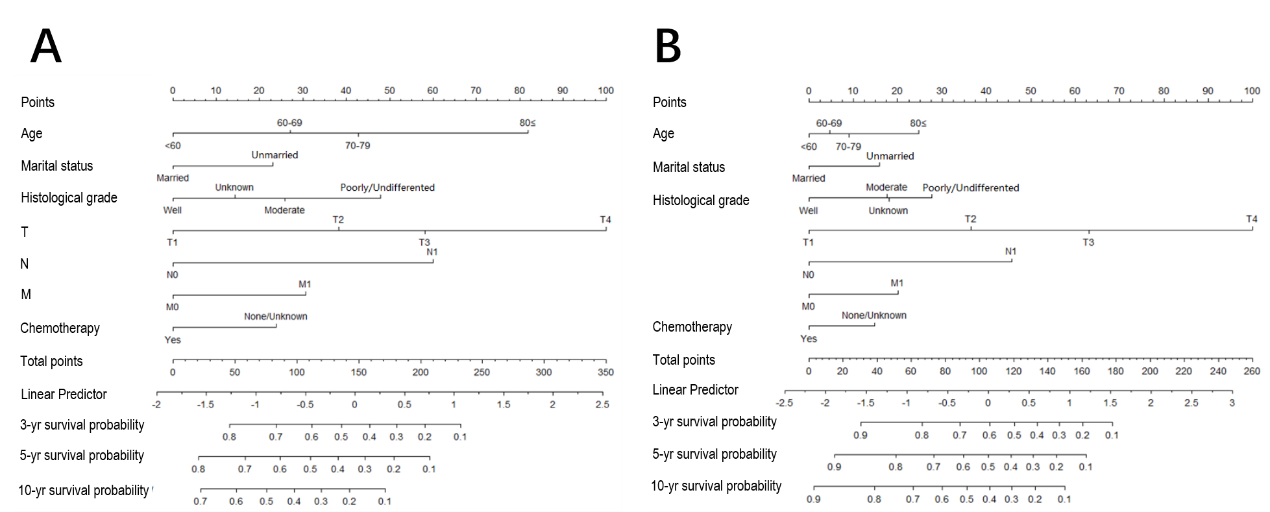 A
Points
0 10 20 30 40 50 60 70 80 90 100
60-69 80≤
Age
<60 70-79
Unmarried
Marital status
Married
Unknown Poorly/Undifferented
Histological grade
Well Moderate
T2 T4
T
T1 T3
N1
N
N0
M1
M
M0
None/Unknown
Chemotherapy
Yes
Total points
0 50 100 150 200 250 300 350
Linear Predictor
-2 -1.5 -1 -0.5 0 0.5 1 1.5 2 2.5
3-yr survival probability
0.8 0.7 0.6 0.5 0.4 0.3 0.2 0.1
5-yr survival probability
0.8 0.7 0.6 0.5 0.4 0.3 0.2 0.1
10-yr survival probability
0.7 0.6 0.5 0.4 0.3 0.2 0.1
B
0 10 20 30 40 50 60 70 80 90 100
Points
60-69 80≤
Age
<60 70-79
Unmarried
Marital status
Married
Moderate Poorly/Undifferented
Histological grade
Well Unknown
T2 T4
T1 T3
N1
N0
M1
M0
None/Unknown
Chemotherapy
Yes
Total points
0 20 40 60 80 100 120 140 160 180 200 220 240 260
Linear Predictor
-2.5 -2 -1.5 -1 -0.5 0 0.5 1 1.5 2 2.5 3
3-yr survival probability
0.9 0.8 0.7 0.6 0.5 0.4 0.3 0.2 0.1
5-yr survival probability
0.9 0.8 0.7 0.6 0.5 0.4 0.3 0.2 0.1
10-yr survival probability
0.9 0.8 0.7 0.6 0.5 0.4 0.3 0.2 0.1